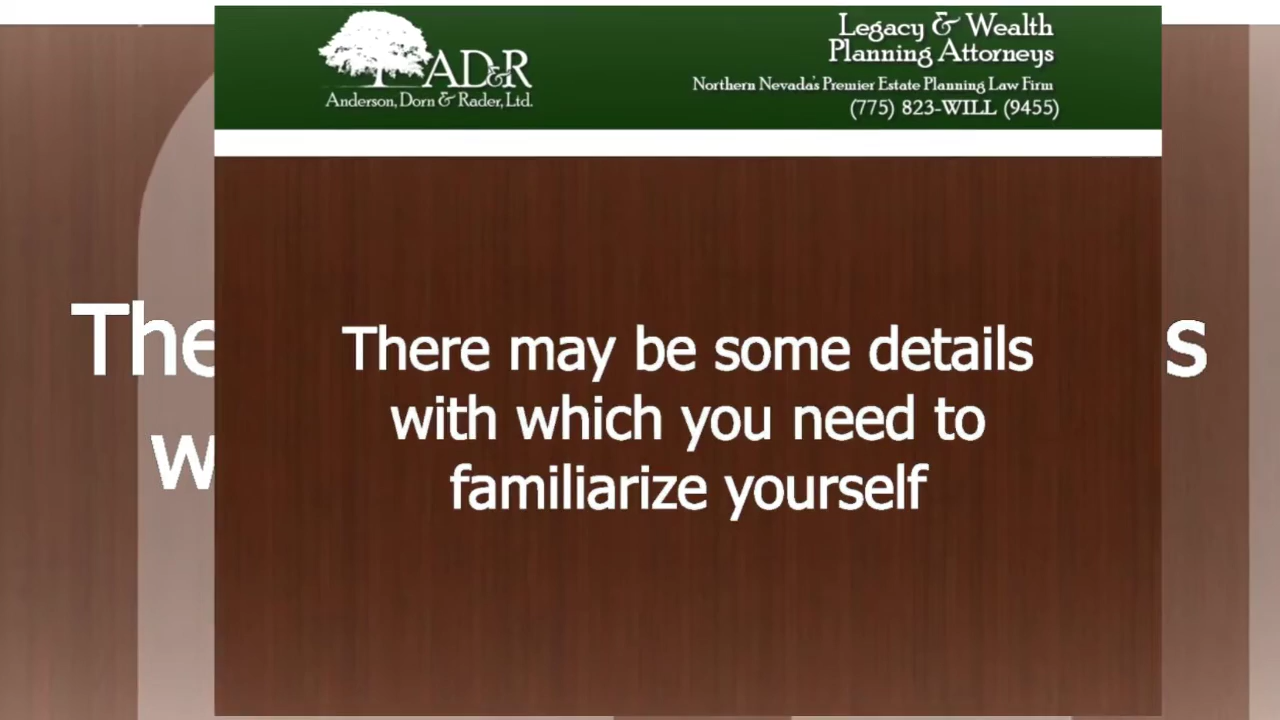 AD&R
Anderson, Dorn & Rader, Ltd.
Legacy & Wealth
Planning Attorneys
Northern Nevada's Premier Estate Planning Law Firm
(775) 823-WILL (9455)
There may be some details
with which you need to
familiarize yourself